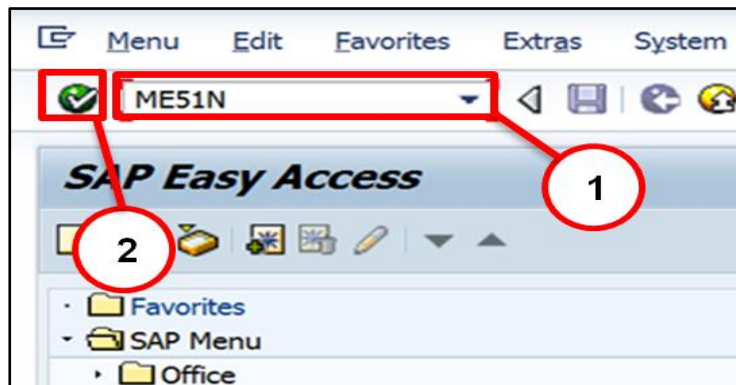 Menu Edit Favorites Extras System
ME51N
SAP Easy Access
1
2
Favorites
SAP Menu
Office